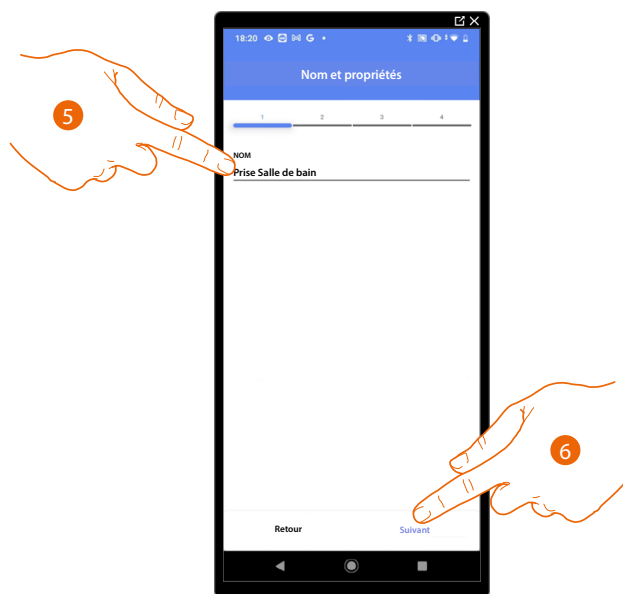 18:20 G
Nom et propriétés
1 2 3 4
5
NOM
Prise Salle de bain
6
Retour Suivant